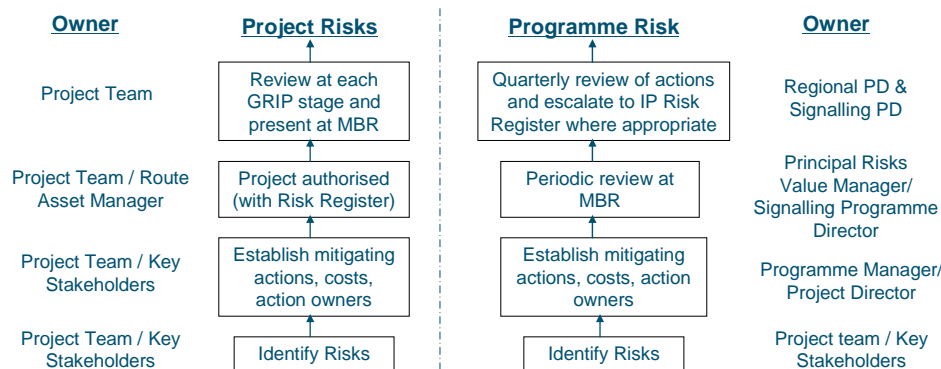 Owner
Project Risks
Programme Risk
Owner
Project Team
Review at each
GRIP stage and
present at MBR
Quarterly review of actions
and escalate to IP Risk
Register where appropriate
Regional PD &
Signalling PD
Project Team / Route
Asset Manager
Project authorised
(with Risk Register)
Periodic review at
MBR
Principal Risks
Value Manager/
Signalling Programme
Director
Project Team / Key
Stakeholders
Establish mitigating
actions, costs,
action owners
Establish mitigating
actions, costs,
action owners
Programme Manager/
Project Director
Project Team / Key
Stakeholders
Identify Risks
Identify Risks
Project team / Key
Stakeholders